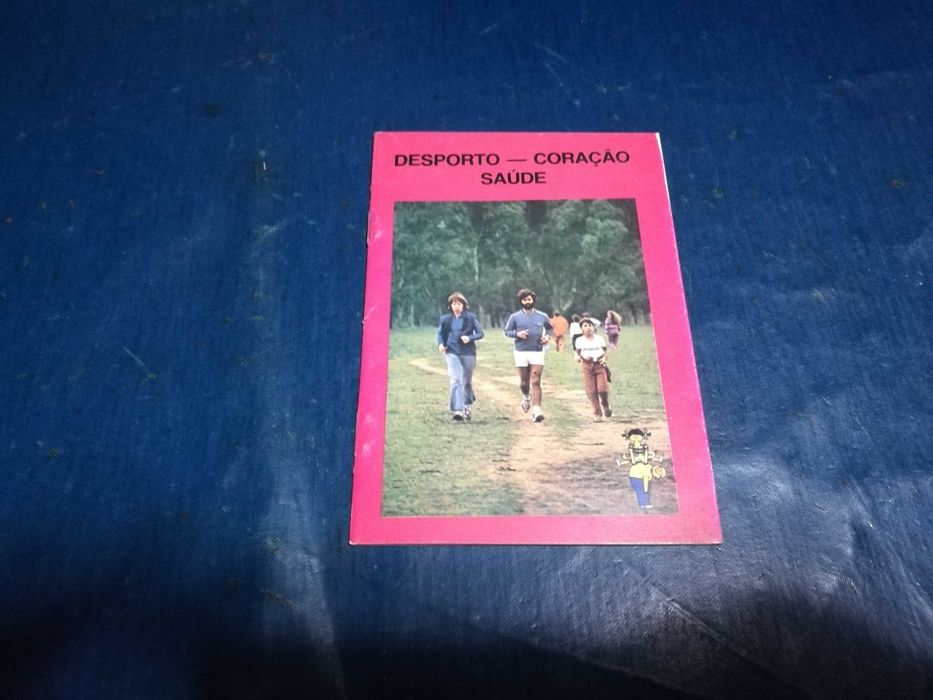 DESPORTO — CORAÇÃO
SAÚDE